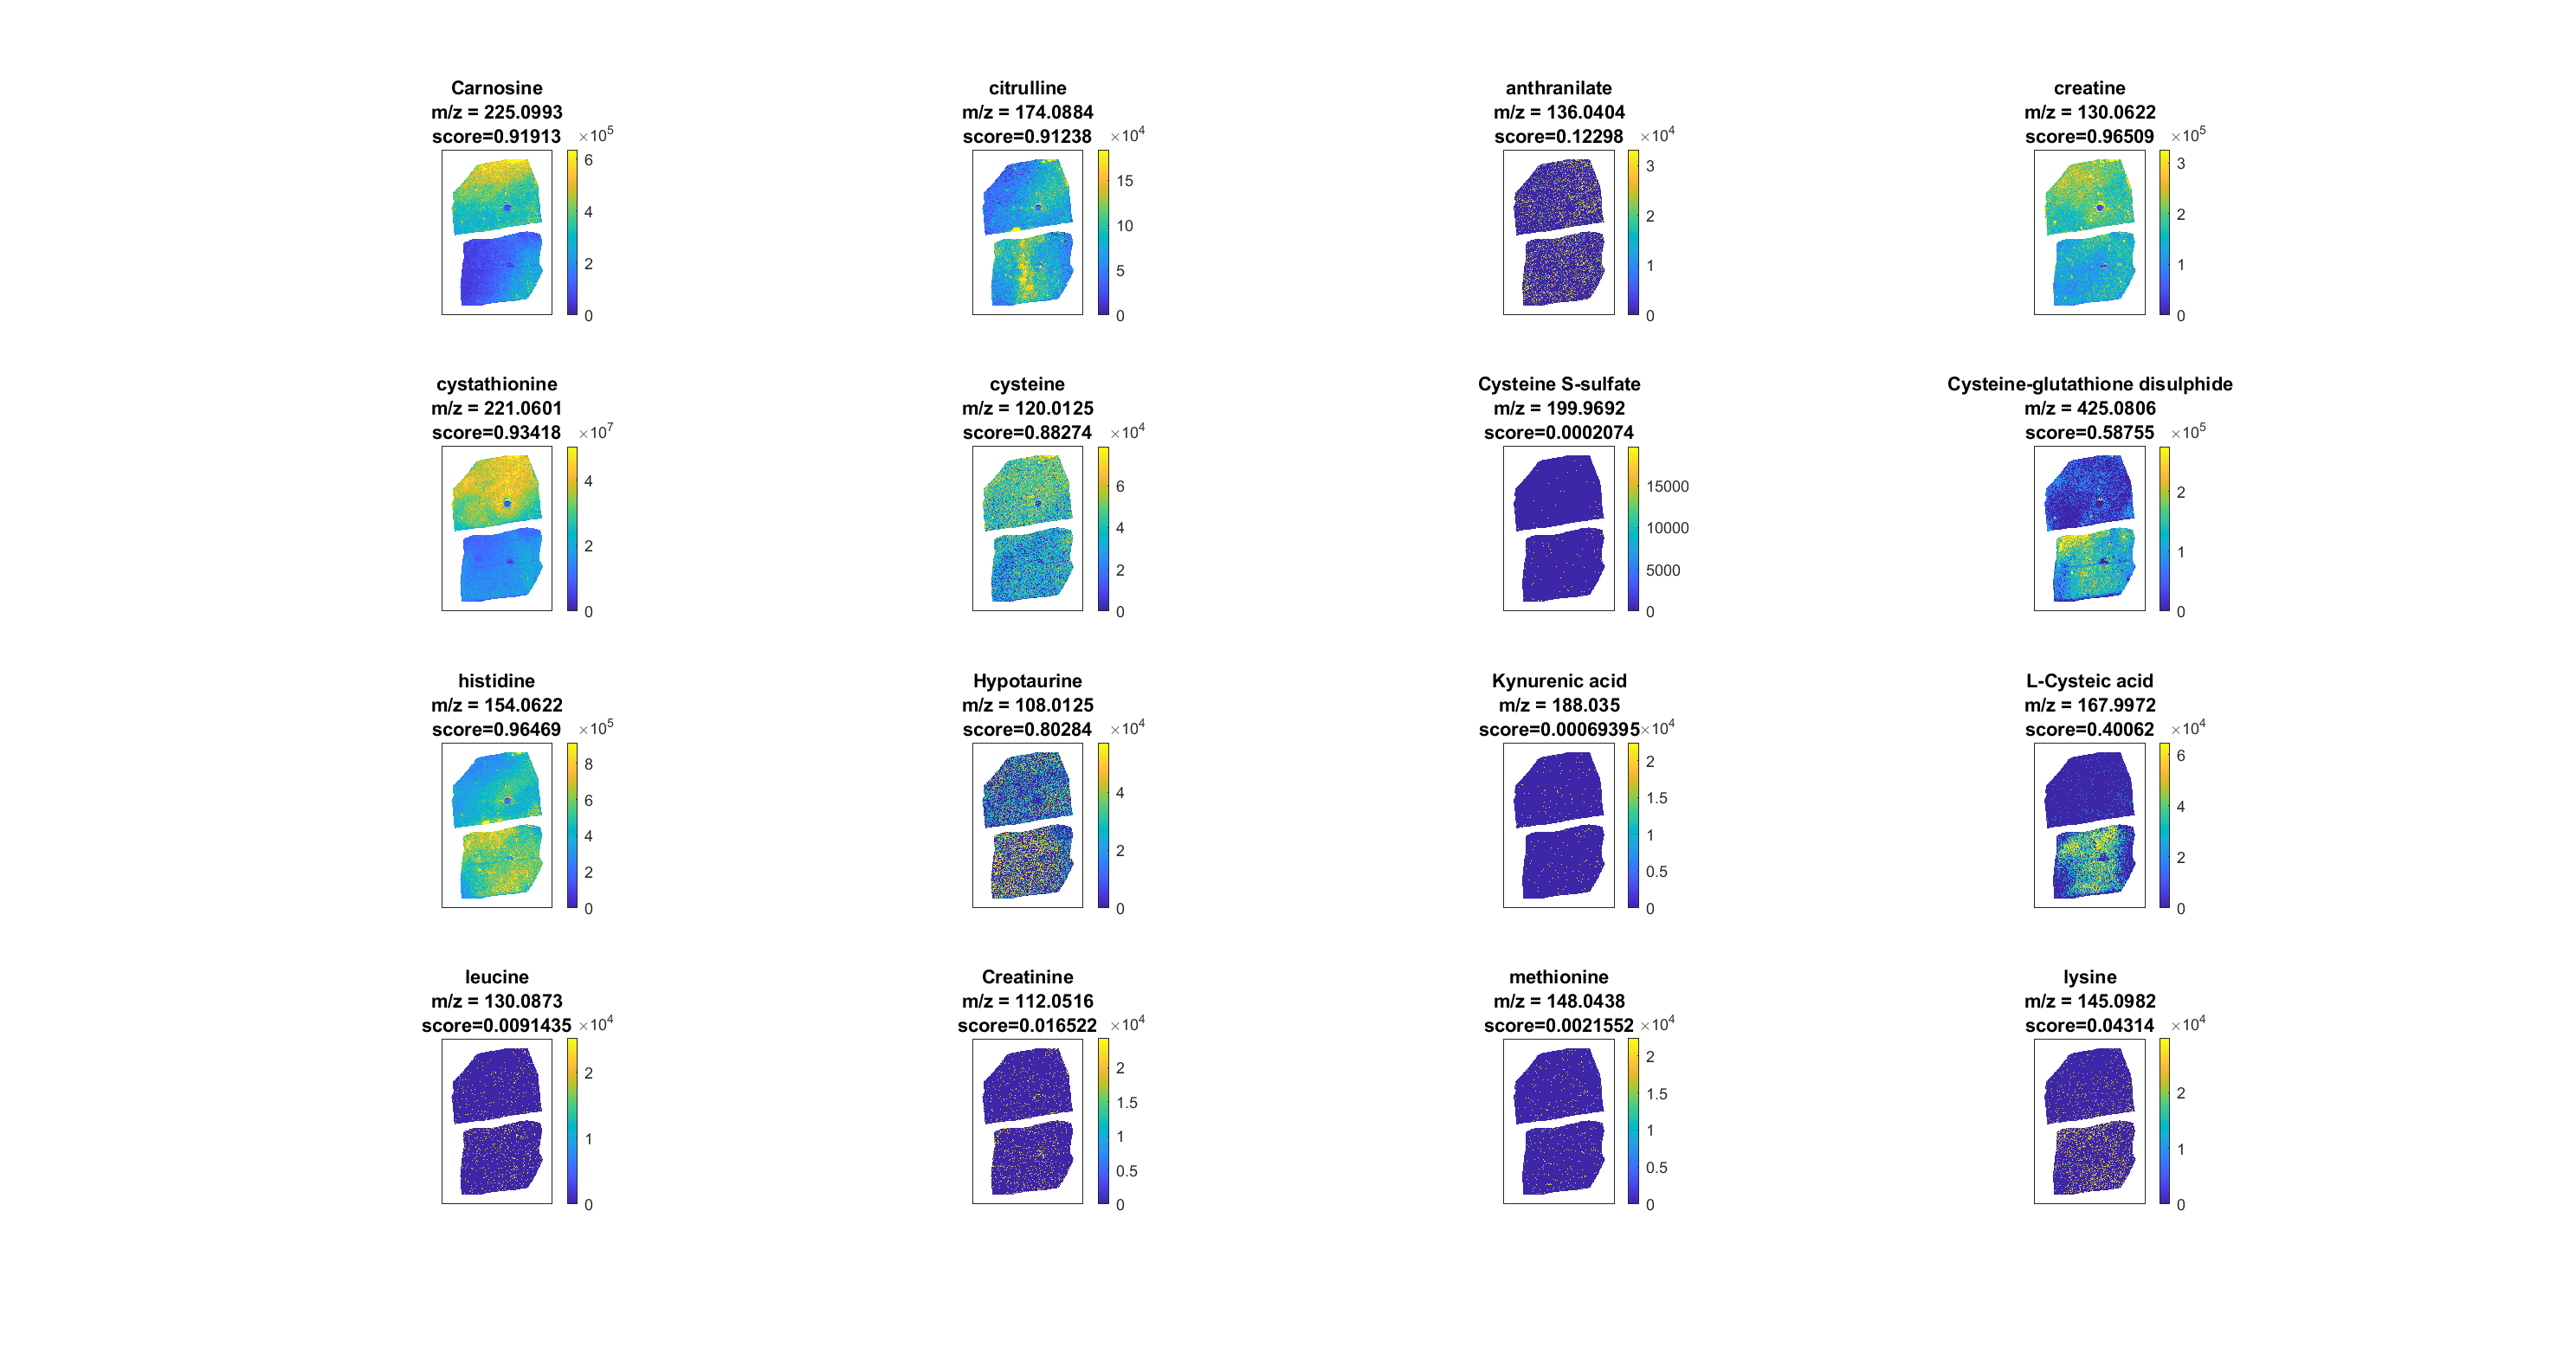 Carnosine
m/z = 225.0993
score=0.91913
×10^5
6
4
2
0
citrulline
m/z = 174.0884
score=0.91238
×10^4
15
10
5
0
anthranilate
m/z = 136.0404
score=0.12298
×10^4
3
2
1
0
creatine
m/z = 130.0622
score=0.96509
×10^5
3
2
1
0
cystathionine
m/z = 221.0601
score=0.93418
×10^7
4
2
0
cysteine
m/z = 120.0125
score=0.88274
×10^4
6
4
2
0
Cysteine S-sulfate
m/z = 199.9692
score=0.0002074
15000
10000
5000
0
Cysteine-glutathione disulphide
m/z = 425.0806
score=0.58755
×10^5
2
1
0
histidine
m/z = 154.0622
score=0.96469
×10^5
8
6
4
2
0
Hypotaurine
m/z = 108.0125
score=0.80284
×10^4
4
2
0
Kynurenic acid
m/z = 188.035
score=0.00069395
×10^4
2
1.5
1
0.5
0
L-Cysteic acid
m/z = 167.9972
score=0.40062
×10^4
6
4
2
0
leucine
m/z = 130.0873
score=0.0091435
×10^4
2
1
0
Creatinine
m/z = 112.0516
score=0.016522
×10^4
2
1.5
1
0.5
0
methionine
m/z = 148.0438
score=0.0021552
×10^4
2
1.5
1
0.5
0
lysine
m/z = 145.0982
score=0.04314
×10^4
2
1
0